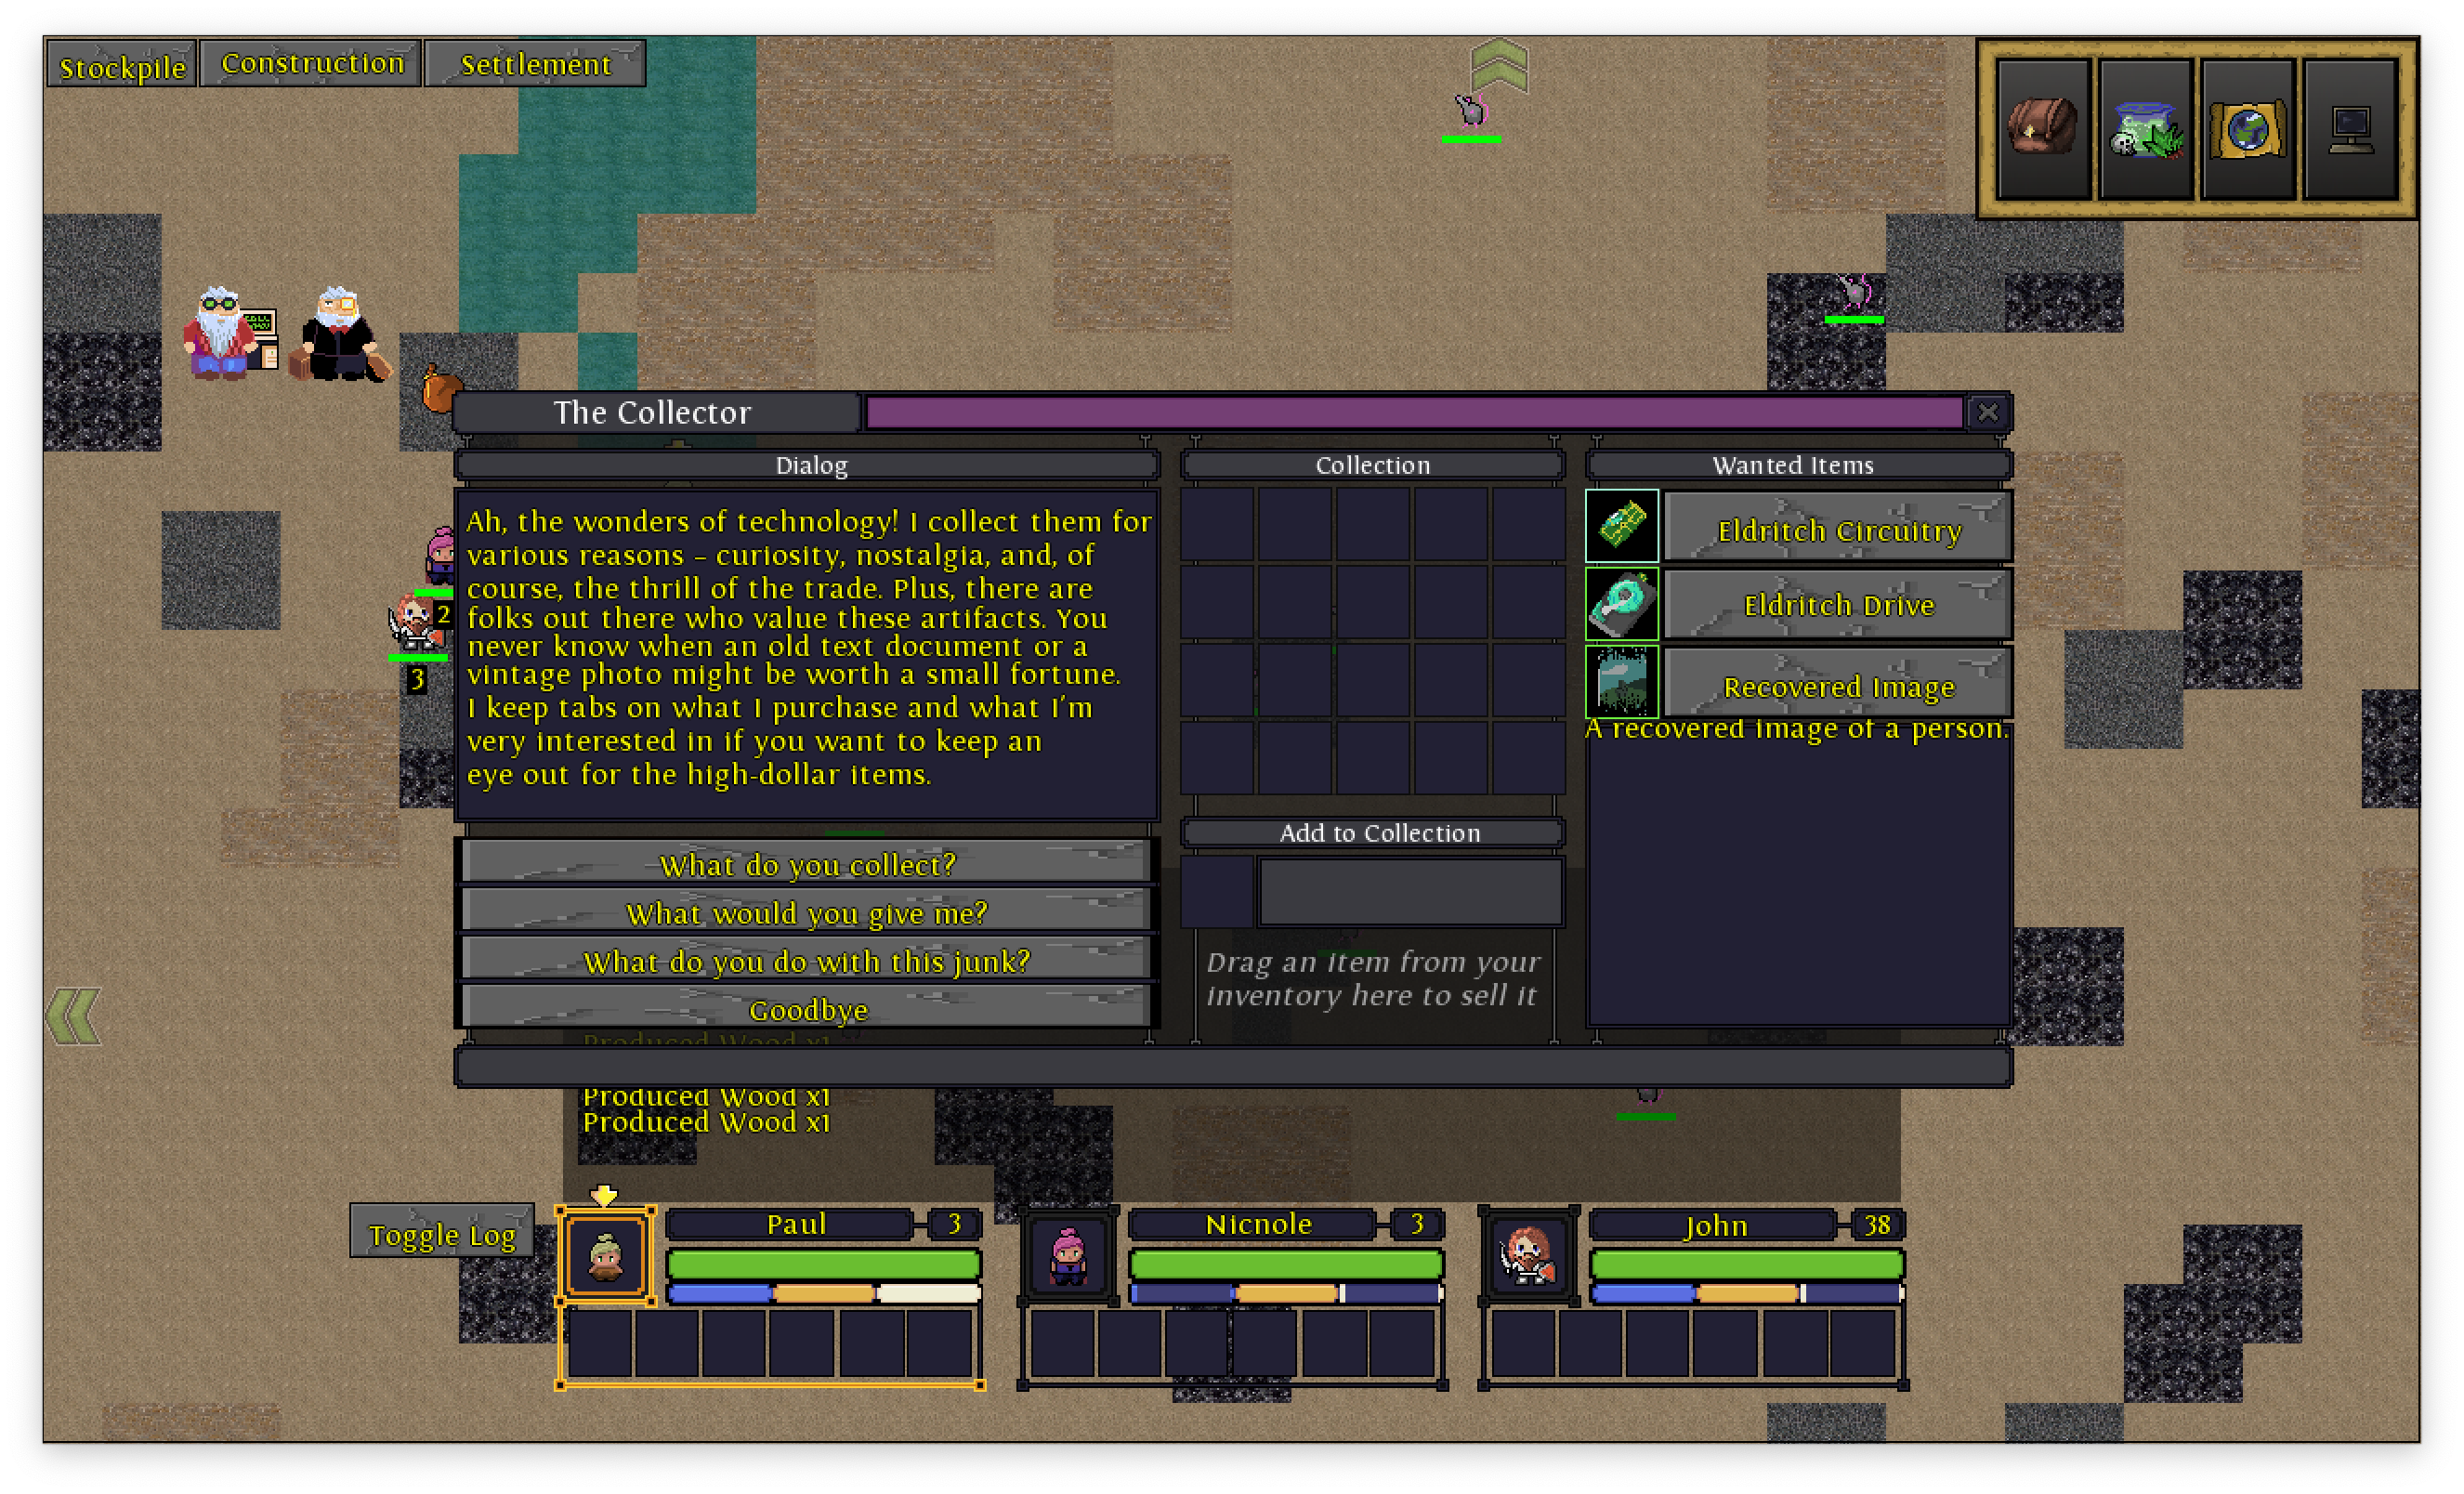 Stockpile
Construction
Settlement
The Collector
Dialog
Collection
Wanted Items
Ah, the wonders of technology! I collect them for
various reasons – curiosity, nostalgia, and, of
course, the thrill of the trade. Plus, there are
folks out there who value these artifacts. You
never know when an old text document or a
vintage photo might be worth a small fortune.
I keep tabs on what I purchase and what I'm
very interested in if you want to keep an
eye out for the high-dollar items.
Eldritch Circuitry
Eldritch Drive
Recovered Image
A recovered image of a person.
2
3
Add to Collection
Drag an item from your
inventory here to sell it
What do you collect?
What would you give me?
What do you do with this junk?
Goodbye
Produced Wood x1
Produced Wood x1
Produced Wood x1
Toggle Log
Paul
3
Nicnole
3
John
38